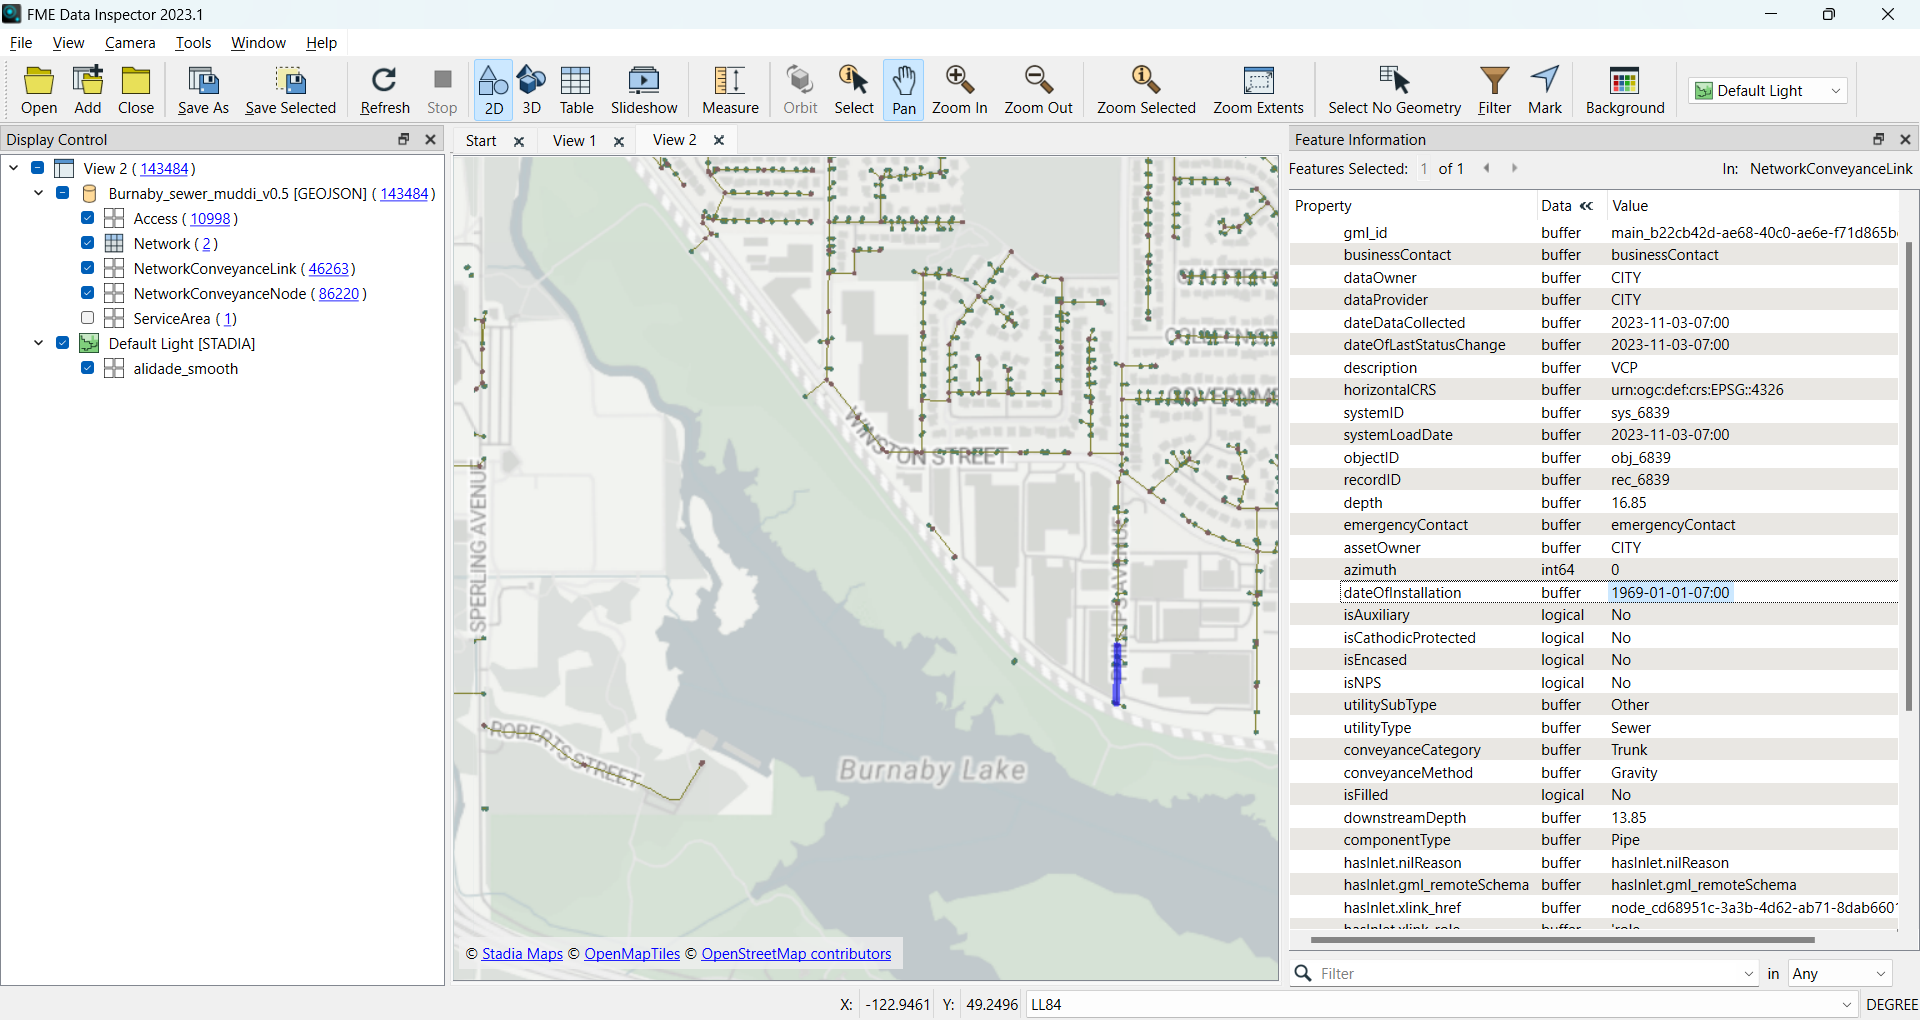 FME Data Inspector 2023.1
File View Camera Tools Window Help
Open Add Close Save As Save Selected Refresh Stop 2D 3D Table Slideshow Measure Orbit Select Pan Zoom In Zoom Out Zoom Selected Zoom Extents Select No Geometry Filter Mark Background Default Light
Display Control
View 2 (143484)
Burnaby_sewer_muddi_v0.5 [GEOJSON] (143484)
Access (10998)
Network (2)
NetworkConveyanceLink (46263)
NetworkConveyanceNode (86220)
ServiceArea (1)
Default Light [STADIA]
alidade_smooth
Start View 1 View 2
WINSTON STREET
SPERLING AVENUE
ROBERTS STREET
Burnaby Lake
© Stadia Maps © OpenMapTiles © OpenStreetMap contributors
Feature Information
Features Selected: 1 of 1 In: NetworkConveyanceLink
Property Data Value
gml_id buffer main_b22cb42d-ae68-40c0-ae6e-f71d865b
businessContact buffer businessContact
dataOwner buffer CITY
dataProvider buffer CITY
dateDataCollected buffer 2023-11-03-07:00
dateOfLastStatusChange buffer 2023-11-03-07:00
description buffer VCP
horizontalCRS buffer urn:ogc:def:crs:EPSG::4326
systemID buffer sys_6839
systemLoadDate buffer 2023-11-03-07:00
objectID buffer obj_6839
recordID buffer rec_6839
depth buffer 16.85
emergencyContact buffer emergencyContact
assetOwner buffer CITY
azimuth int64 0
dateOfInstallation buffer 1969-01-01-07:00
isAuxiliary logical No
isCathodicProtected logical No
isEncased logical No
isNPS logical No
utilitySubType buffer Other
utilityType buffer Sewer
conveyanceCategory buffer Trunk
conveyanceMethod buffer Gravity
isFilled logical No
downstreamDepth buffer 13.85
componentType buffer Pipe
hasInlet.nilReason buffer hasInlet.nilReason
hasInlet.gml_remoteSchema buffer hasInlet.gml_remoteSchema
hasInlet.xlink_href buffer node_cd68951c-3a3b-4d62-ab71-8dab6601
Filter in Any
X: -122.9461 Y: 49.2496 LL84 DEGREE